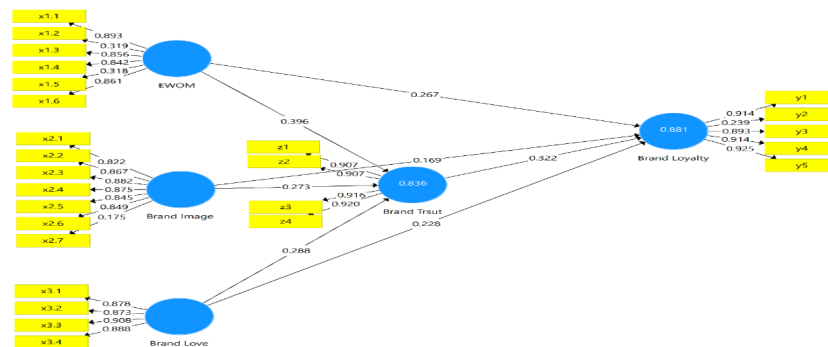 x1.1
x1.2
x1.3
x1.4
x1.5
x1.6
0.893
0.319
0.856
0.842
0.318
0.861
EWOM
0.267
0.396
x2.1
x2.2
x2.3
x2.4
x2.5
x2.6
x2.7
0.822
0.867
0.882
0.875
0.845
0.849
0.175
Brand Image
0.169
0.273
z1
z2
z3
z4
0.907
0.907
0.916
0.920
0.836
Brand Trsut
0.322
x3.1
x3.2
x3.3
x3.4
0.878
0.873
0.908
0.888
Brand Love
0.288
0.228
0.881
Brand Loyalty
0.914
0.239
0.893
0.914
0.925
y1
y2
y3
y4
y5